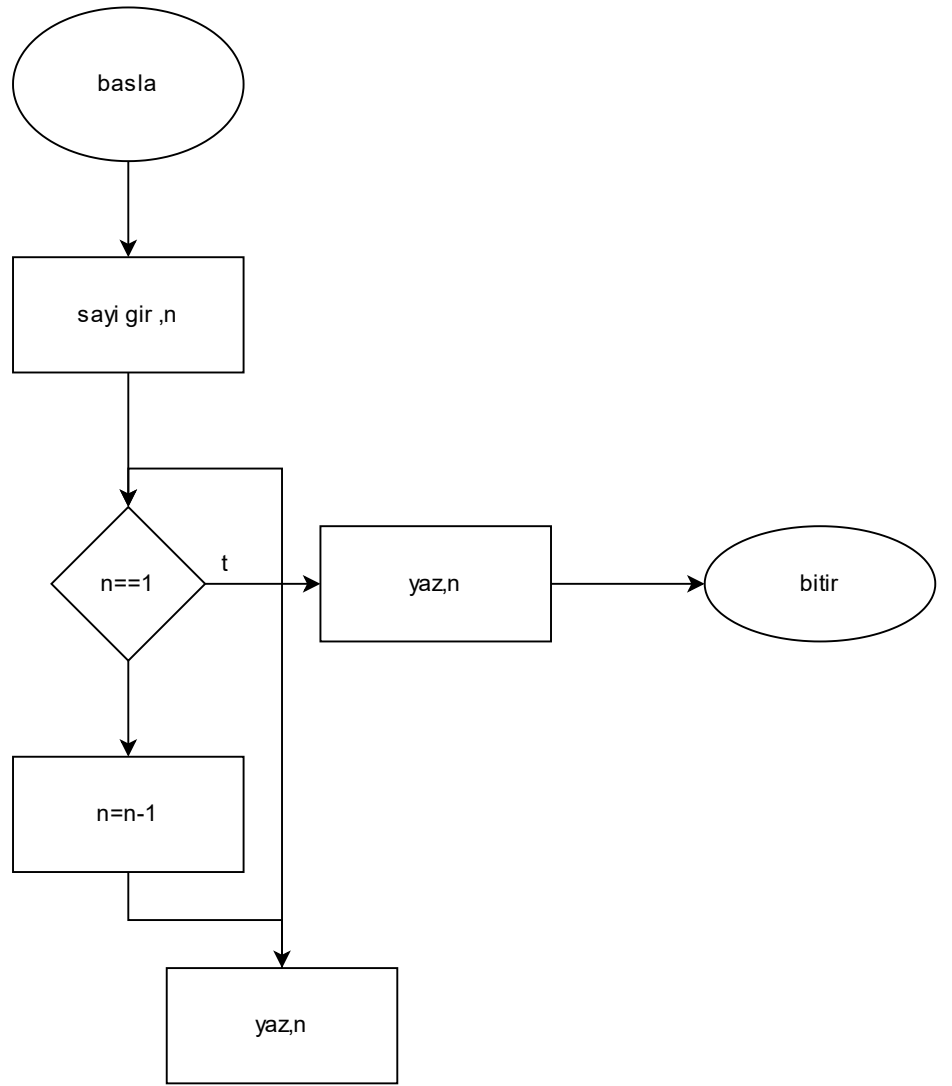 basla
sayi gir ,n
n==1
t
yaz,n
bitir
n=n-1
yaz,n